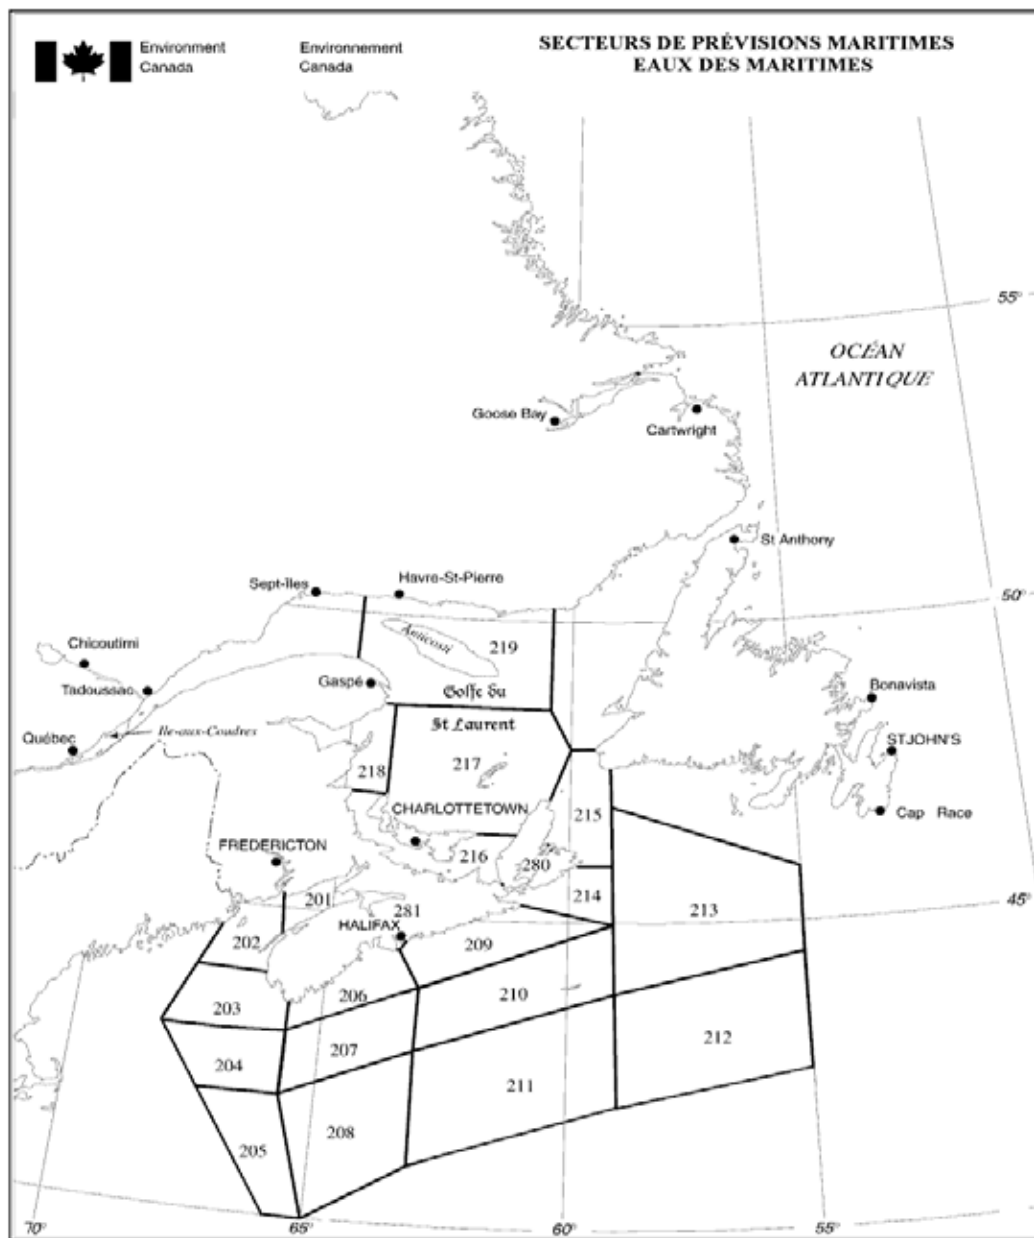 Environment
Canada
Environnement
Canada
SECTEURS DE PRÉVISIONS MARITIMES
EAUX DES MARITIMES
55°
OCÉAN
ATLANTIQUE
Goose Bay
Cartwright
St Anthony
Sept-Îles
Havre-St-Pierre
50°
Chicoutimi
Anticosti
219
Tadoussac
Gaspé
Golfe du
St Laurent
Bonavista
Ile-aux-Coudres
Québec
STJOHN'S
218
217
CHARLOTTETOWN
215
Cap Race
FREDERICTON
216
280
201
214
45°
281
213
HALIFAX
202
209
206
210
203
207
212
204
211
208
205
70°
65°
60°
55°